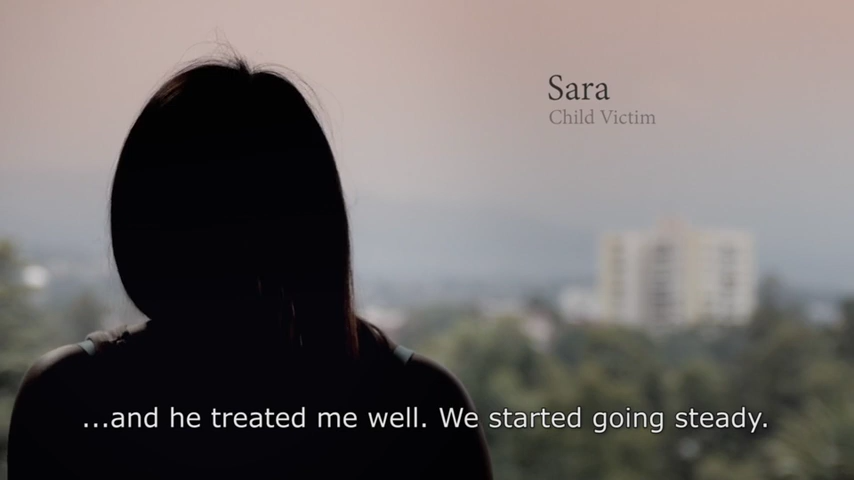 Sara
Child Victim
...and he treated me well. We started going steady.